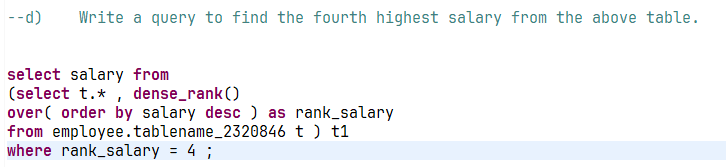 --d)    Write a query to find the fourth highest salary from the above table.
select salary from
(select t.* , dense_rank()
over( order by salary desc ) as rank_salary
from employee.tablename_2320846 t ) t1
where rank_salary = 4 ;